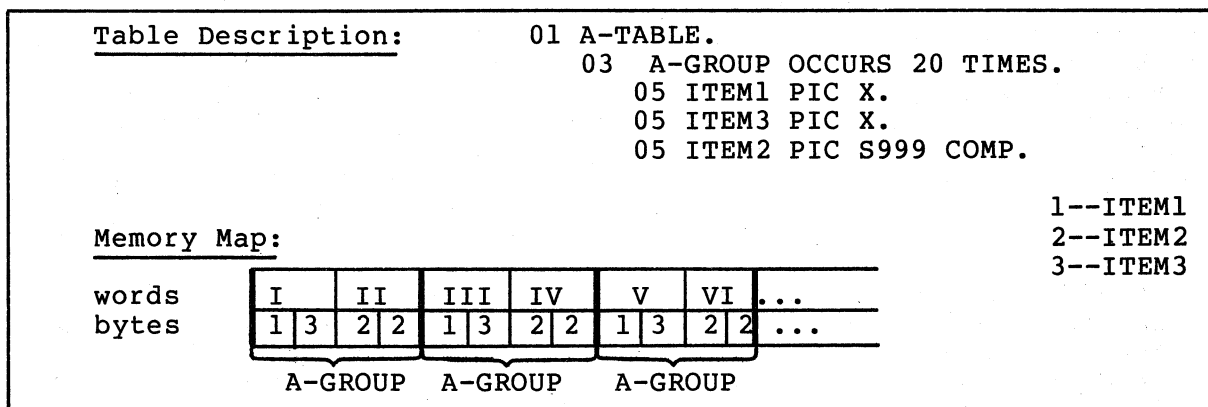 Table Description: 01 A-TABLE.
03 A-GROUP OCCURS 20 TIMES.
05 ITEM1 PIC X.
05 ITEM3 PIC X.
05 ITEM2 PIC S999 COMP.
1--ITEM1
Memory Map: 2--ITEM2
3--ITEM3
words I II III IV V VI ...
bytes 1 3 2 2 1 3 2 2 1 3 2 2 ...
A-GROUP A-GROUP A-GROUP